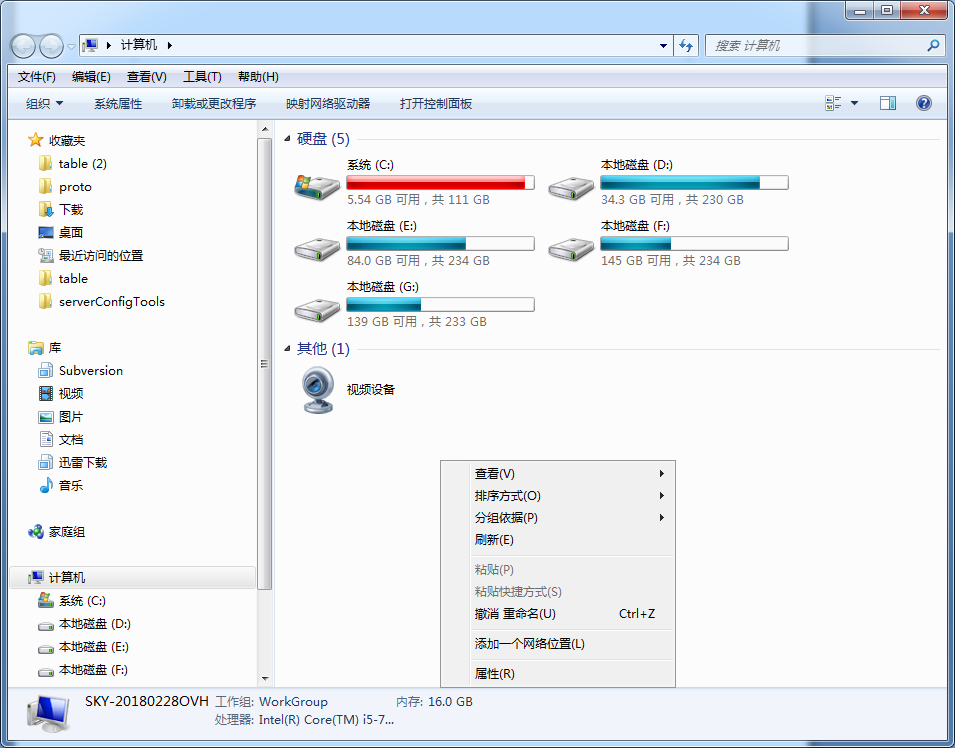 计算机
搜索 计算机
文件(F) 编辑(E) 查看(V) 工具(T) 帮助(H)
组织 系统属性 卸载或更改程序 映射网络驱动器 打开控制面板
收藏夹
table (2)
proto
下载
桌面
最近访问的位置
table
serverConfigTools
库
Subversion
视频
图片
文档
迅雷下载
音乐
家庭组
计算机
系统 (C:)
本地磁盘 (D:)
本地磁盘 (E:)
本地磁盘 (F:)
硬盘 (5)
系统 (C:)
5.54 GB 可用，共 111 GB
本地磁盘 (D:)
34.3 GB 可用，共 230 GB
本地磁盘 (E:)
84.0 GB 可用，共 234 GB
本地磁盘 (F:)
145 GB 可用，共 234 GB
本地磁盘 (G:)
139 GB 可用，共 233 GB
其他 (1)
视频设备
查看(V)
排序方式(O)
分组依据(P)
刷新(E)
粘贴(P)
粘贴快捷方式(S)
撤消 重命名(U) Ctrl+Z
添加一个网络位置(L)
属性(R)
SKY-20180228OVH 工作组: WorkGroup 内存: 16.0 GB
处理器: Intel(R) Core(TM) i5-7...